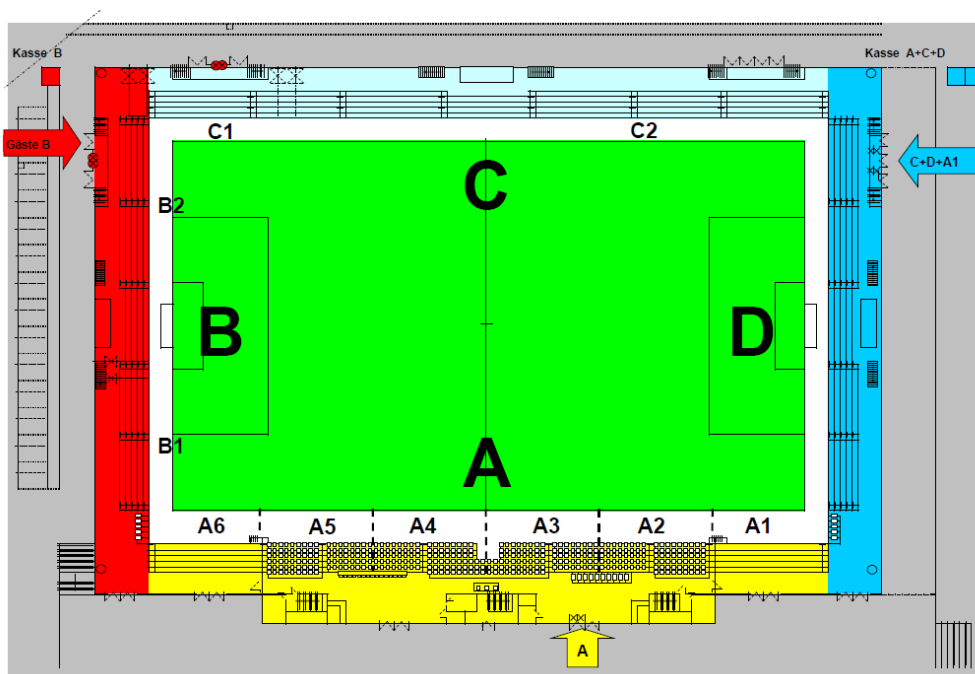 Kasse B
Kasse A+C+D
C1
C2
Gäste B
C+D+A1
C
B2
B
D
B1
A
A6
A5
A4
A3
A2
A1
A